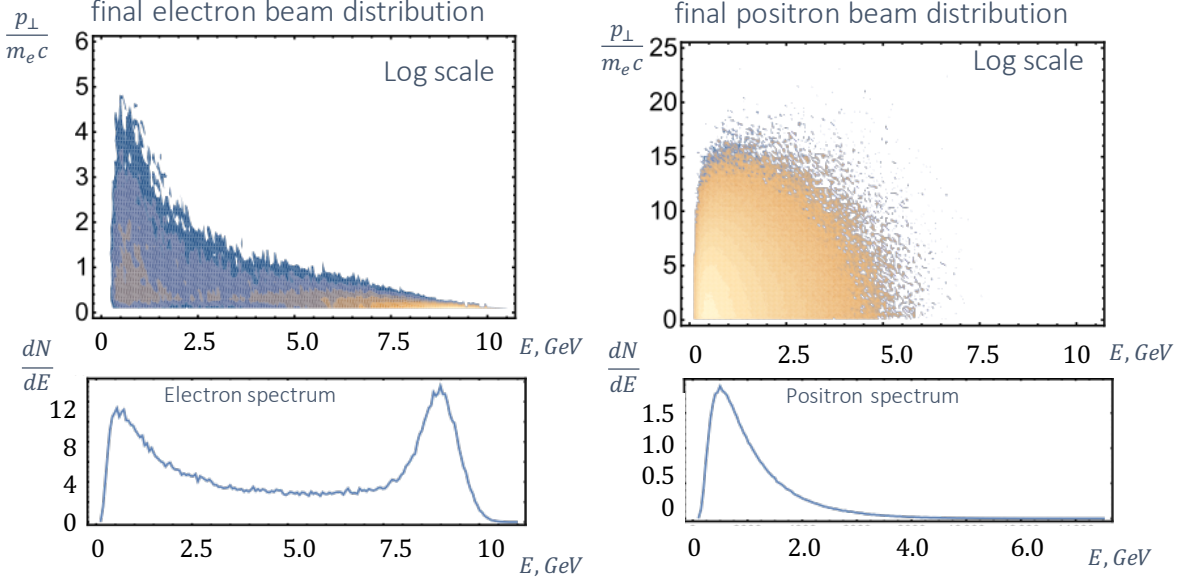 final electron beam distribution
p⊥
mₑc
Log scale
6
5
4
3
2
1
0
0 2.5 5.0 7.5 10 E, GeV
dN
dE
Electron spectrum
12
8
4
0
0 2.5 5.0 7.5 10 E, GeV
final positron beam distribution
p⊥
mₑc
Log scale
25
20
15
10
5
0
0 2.5 5.0 7.5 10 E, GeV
dN
dE
Positron spectrum
1.5
1.0
0.5
0
0 2.0 4.0 6.0 E, GeV